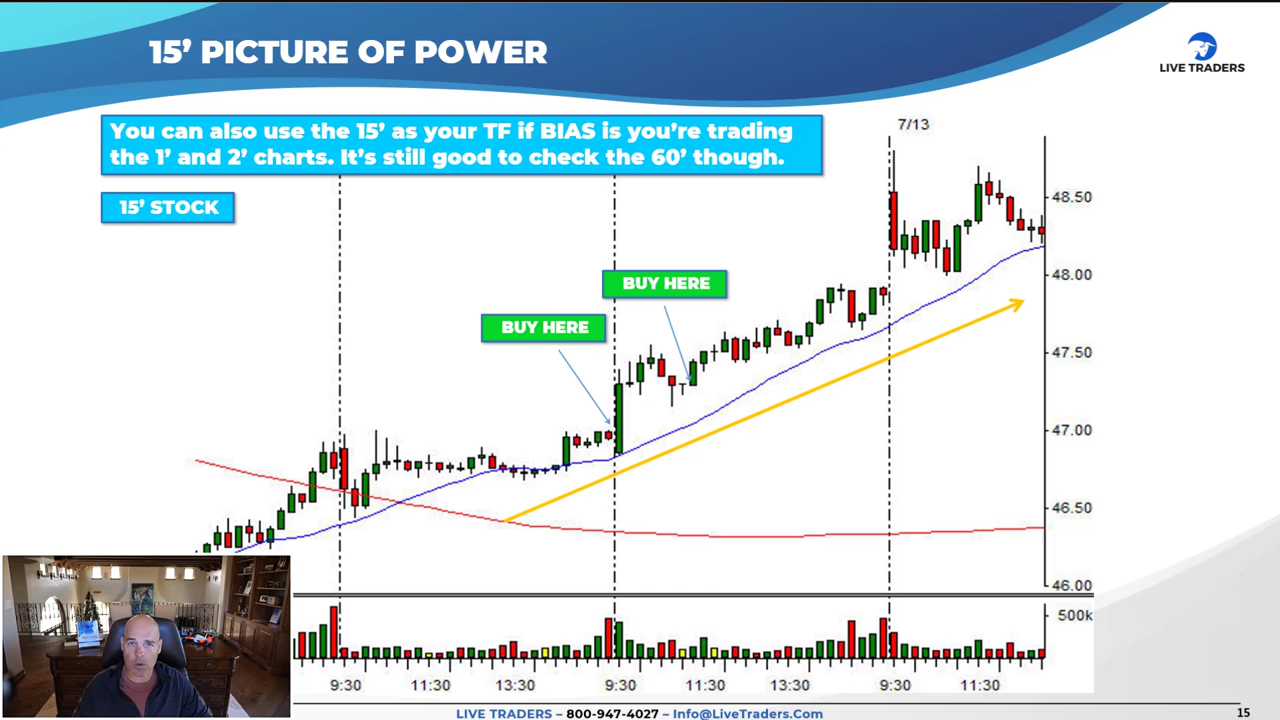 15’ PICTURE OF POWER
LIVE TRADERS
You can also use the 15’ as your TF if BIAS is you’re trading
the 1’ and 2’ charts. It’s still good to check the 60’ though.
15’ STOCK
7/13
BUY HERE
BUY HERE
48.50
48.00
47.50
47.00
46.50
46.00
500k
9:30
11:30
13:30
9:30
11:30
13:30
9:30
11:30
LIVE TRADERS – 800-947-4027 – Info@LiveTraders.Com
15